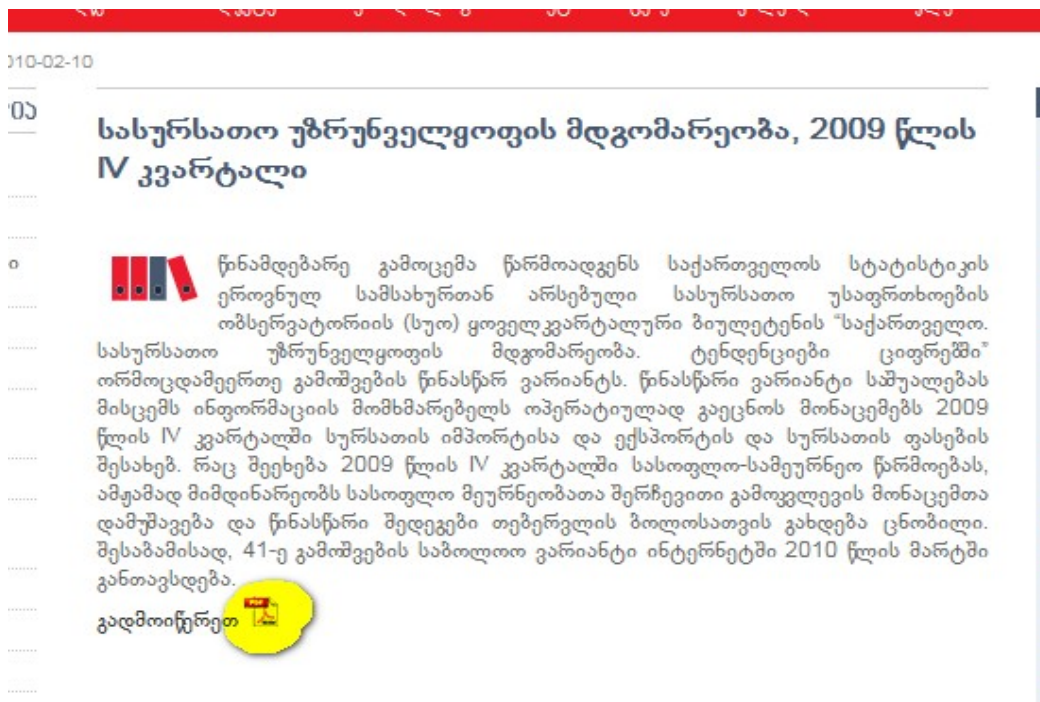 010-02-10
სასურსათო უზრუნველყოფის მდგომარეობა, 2009 წლის
IV კვარტალი
წინამდებარე გამოცემა წარმოადგენს საქართველოს სტატისტიკის
ეროვნულ სამსახურთან არსებული სასურსათო უსაფრთხოების
ობსერვატორიის (სუო) ყოველკვარტალური ბიულეტენის “საქართველო.
სასურსათო უზრუნველყოფის მდგომარეობა. ტენდენციები ციფრებში”
ორმოცდამეერთე გამოშვების წინასწარ ვარიანტს. წინასწარი ვარიანტი საშუალებას
მისცემს ინფორმაციის მომხმარებელს ოპერატიულად გაეცნოს მონაცემებს 2009
წლის IV კვარტალში სურსათის იმპორტისა და ექსპორტის და სურსათის ფასების
შესახებ. რაც შეეხება 2009 წლის IV კვარტალში სასოფლო-სამეურნეო წარმოებას,
ამჟამად მიმდინარეობს სასოფლო მეურნეობათა შერჩევითი გამოკვლევის მონაცემთა
დამუშავება და წინასწარი შედეგები თებერვლის ბოლოსათვის გახდება ცნობილი.
შესაბამისად, 41-ე გამოშვების საბოლოო ვარიანტი ინტერნეტში 2010 წლის მარტში
განთავსდება.
გადმოიწერეთ PDF